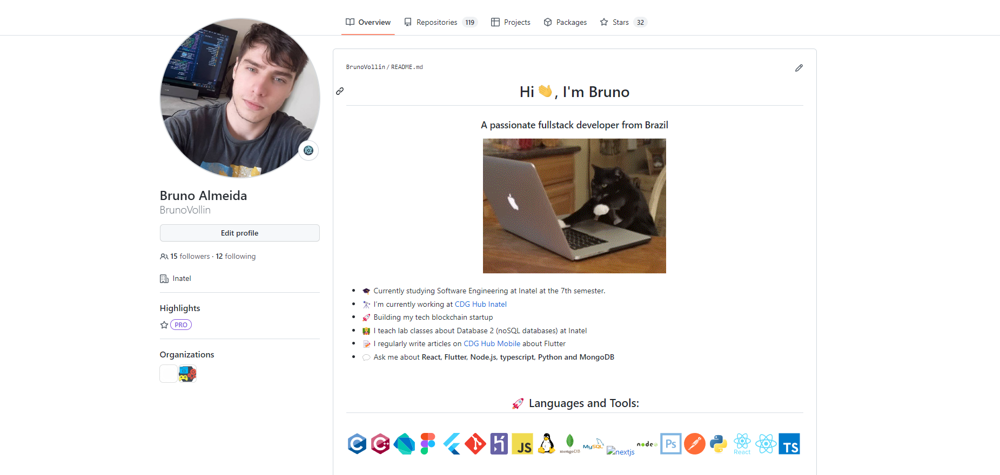 Overview Repositories 119 Projects Packages Stars 32
Bruno Almeida
BrunoVollin
Edit profile
15 followers · 12 following
Inatel
Highlights
PRO
Organizations
BrunoVollin / README.md
Hi 👋, I'm Bruno
A passionate fullstack developer from Brazil
🎓 Currently studying Software Engineering at Inatel at the 7th semester.
🔭 I'm currently working at CDG Hub Inatel
🚀 Building my tech blockchain startup
👩‍🏫 I teach lab classes about Database 2 (noSQL databases) at Inatel
📝 I regularly write articles on CDG Hub Mobile about Flutter
💬 Ask me about React, Flutter, Node.js, typescript, Python and MongoDB
🚀 Languages and Tools:
C C++ JS mongoDB MySQL nextjs node Ps React TS